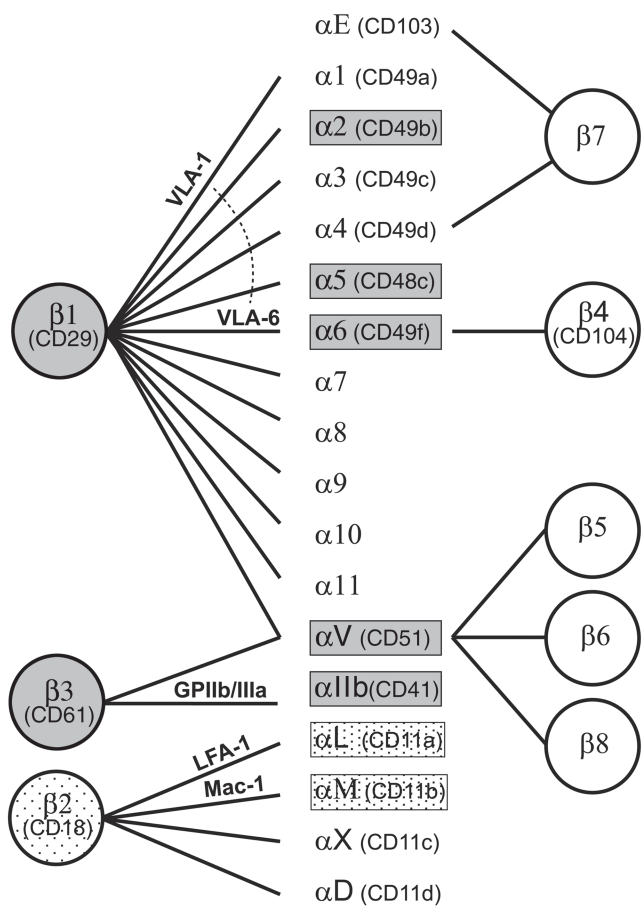 αE (CD103)
α1 (CD49a)
α2 (CD49b)
α3 (CD49c)
α4 (CD49d)
α5 (CD48c)
α6 (CD49f)
α7
α8
α9
α10
α11
αV (CD51)
αIIb(CD41)
αL (CD11a)
αM (CD11b)
αX (CD11c)
αD (CD11d)
VLA-1
VLA-6
β1
(CD29)
β3
(CD61)
GPIIb/IIIa
LFA-1
Mac-1
β2
(CD18)
β7
β4
(CD104)
β5
β6
β8